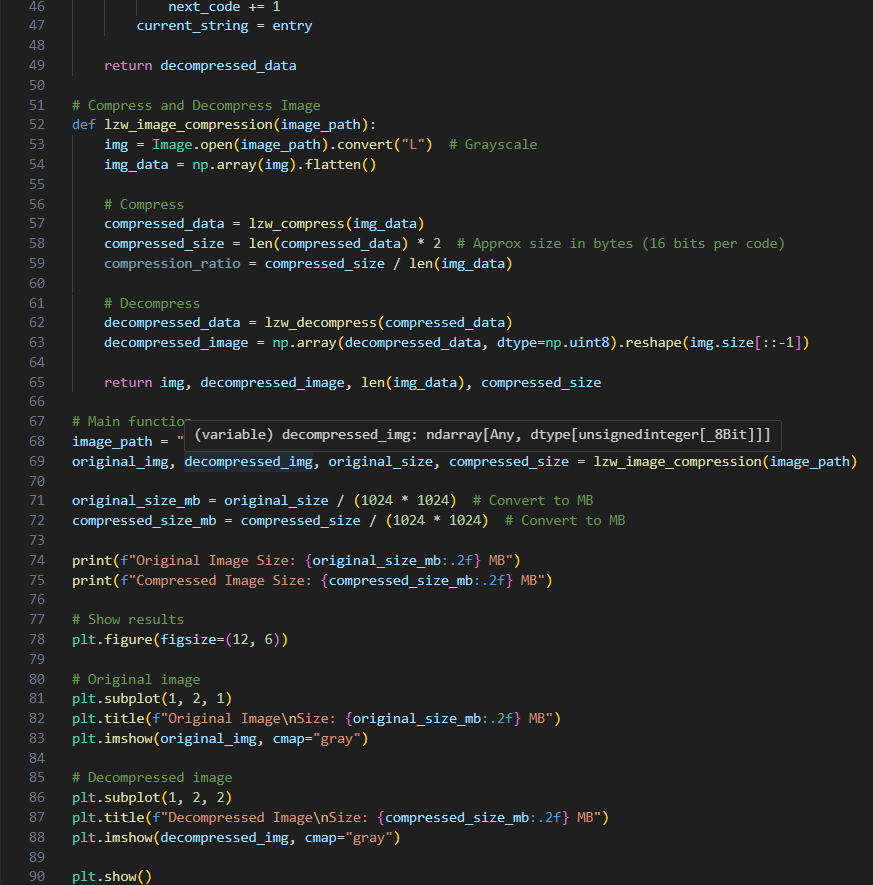 46 next_code += 1
47 current_string = entry
48
49 return decompressed_data
50
51 # Compress and Decompress Image
52 def lzw_image_compression(image_path):
53 img = Image.open(image_path).convert("L")  # Grayscale
54 img_data = np.array(img).flatten()
55
56 # Compress
57 compressed_data = lzw_compress(img_data)
58 compressed_size = len(compressed_data) * 2  # Approx size in bytes (16 bits per code)
59 compression_ratio = compressed_size / len(img_data)
60
61 # Decompress
62 decompressed_data = lzw_decompress(compressed_data)
63 decompressed_image = np.array(decompressed_data, dtype=np.uint8).reshape(img.size[::-1])
64
65 return img, decompressed_image, len(img_data), compressed_size
66
67 # Main function
(variable) decompressed_img: ndarray[Any, dtype[unsignedinteger[_8Bit]]]
68 image_path = "
69 original_img, decompressed_img, original_size, compressed_size = lzw_image_compression(image_path)
70
71 original_size_mb = original_size / (1024 * 1024)  # Convert to MB
72 compressed_size_mb = compressed_size / (1024 * 1024)  # Convert to MB
73
74 print(f"Original Image Size: {original_size_mb:.2f} MB")
75 print(f"Compressed Image Size: {compressed_size_mb:.2f} MB")
76
77 # Show results
78 plt.figure(figsize=(12, 6))
79
80 # Original image
81 plt.subplot(1, 2, 1)
82 plt.title(f"Original Image\nSize: {original_size_mb:.2f} MB")
83 plt.imshow(original_img, cmap="gray")
84
85 # Decompressed image
86 plt.subplot(1, 2, 2)
87 plt.title(f"Decompressed Image\nSize: {compressed_size_mb:.2f} MB")
88 plt.imshow(decompressed_img, cmap="gray")
89
90 plt.show()